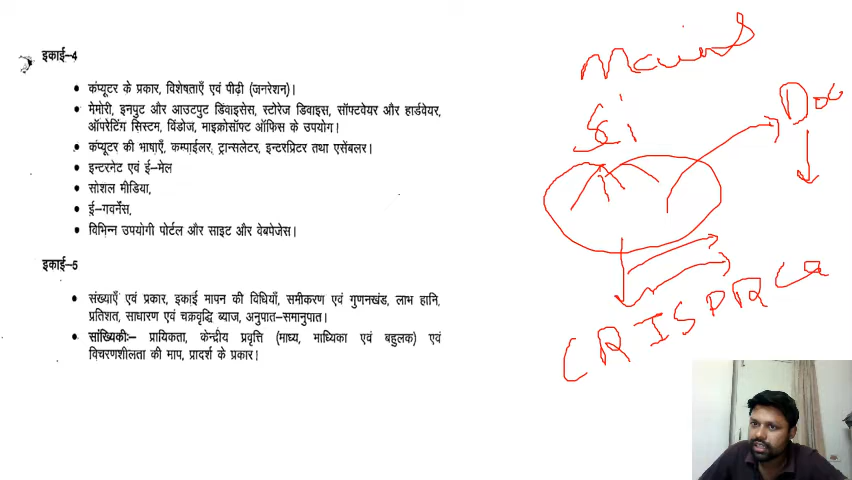 इकाई-4
• कंप्यूटर के प्रकार, विशेषताएँ एवं पीढ़ी (जनरेशन)।
• मेमोरी, इनपुट और आउटपुट डिवाइसेस, स्टोरेज डिवाइस, सॉफ्टवेयर और हार्डवेयर,
ऑपरेटिंग सिस्टम, विंडोज, माइक्रोसॉफ्ट ऑफिस के उपयोग।
• कंप्यूटर की भाषाएँ, कम्पाईलर, ट्रान्सलेटर, इन्टरप्रिटर तथा एसेंबलर।
• इन्टरनेट एवं ई-मेल
• सोशल मीडिया,
• ई-गवर्नेंस,
• विभिन्न उपयोगी पोर्टल और साइट और वेबपेजेस।
इकाई-5
• संख्याएँ एवं प्रकार, इकाई मापन की विधियाँ, समीकरण एवं गुणनखंड, लाभ हानि,
प्रतिशत, साधारण एवं चक्रवृद्धि ब्याज, अनुपात-समानुपात।
• सांख्यिकीः- प्रायिकता, केन्द्रीय प्रवृत्ति (माध्य, माध्यिका एवं बहुलक) एवं
विचरणशीलता की माप, प्रादर्श के प्रकार।
Mains
CRISPR